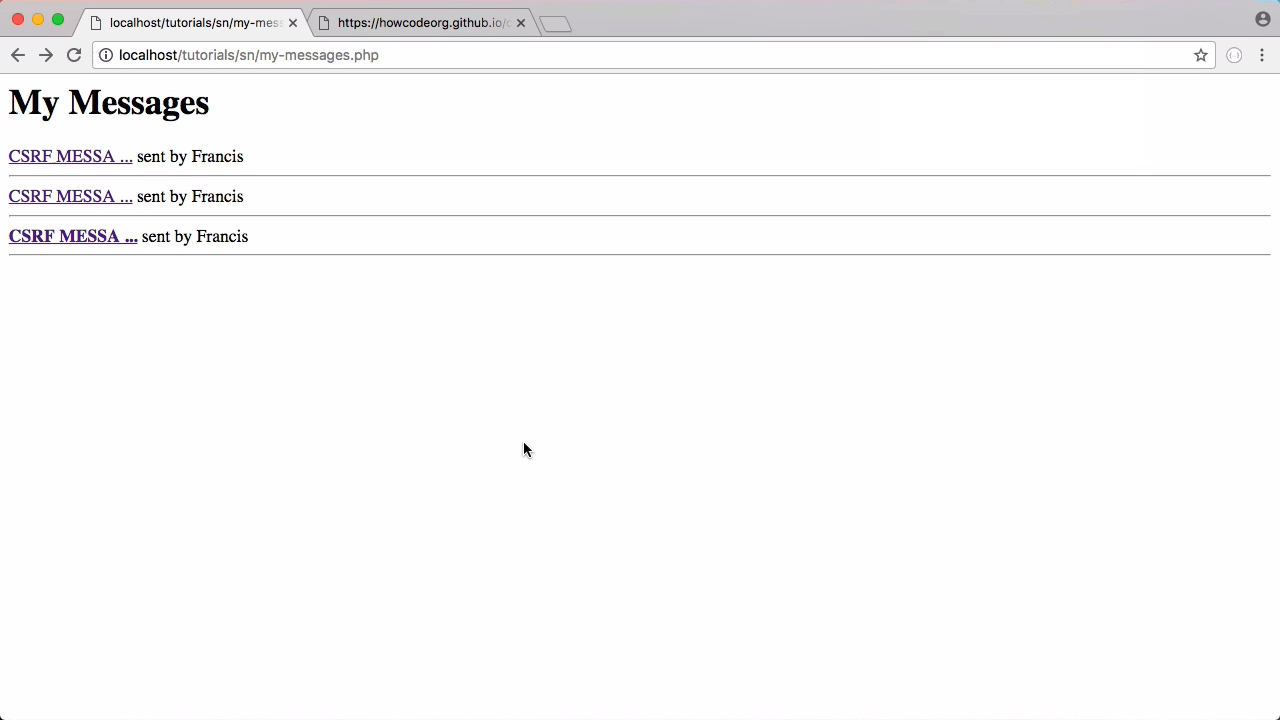 localhost/tutorials/sn/my-mess
https://howcodeorg.github.io/c
localhost/tutorials/sn/my-messages.php
My Messages
CSRF MESSA ... sent by Francis
CSRF MESSA ... sent by Francis
CSRF MESSA ... sent by Francis